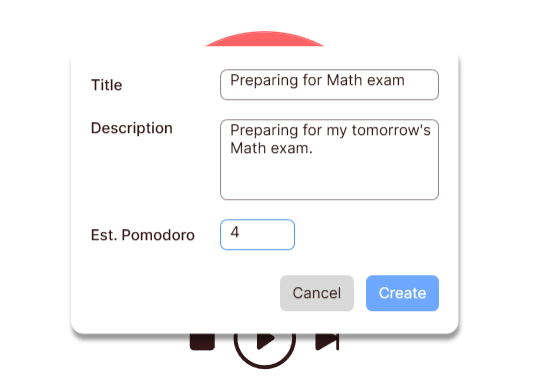 Title
Preparing for Math exam
Description
Preparing for my tomorrow's
Math exam.
Est. Pomodoro
4
Cancel
Create